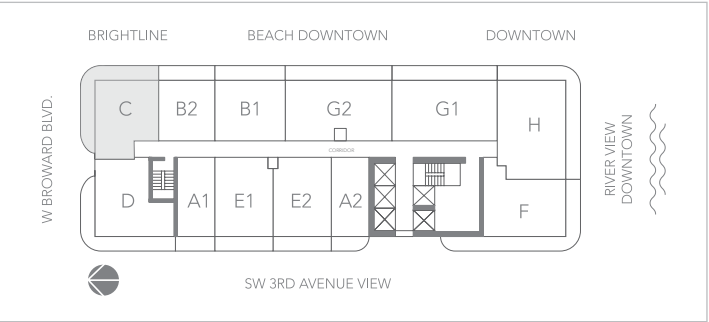 BRIGHTLINE BEACH DOWNTOWN DOWNTOWN
W BROWARD BLVD.
C B2 B1 G2 G1 H
CORRIDOR
D A1 E1 E2 A2 F
RIVER VIEW
DOWNTOWN
SW 3RD AVENUE VIEW